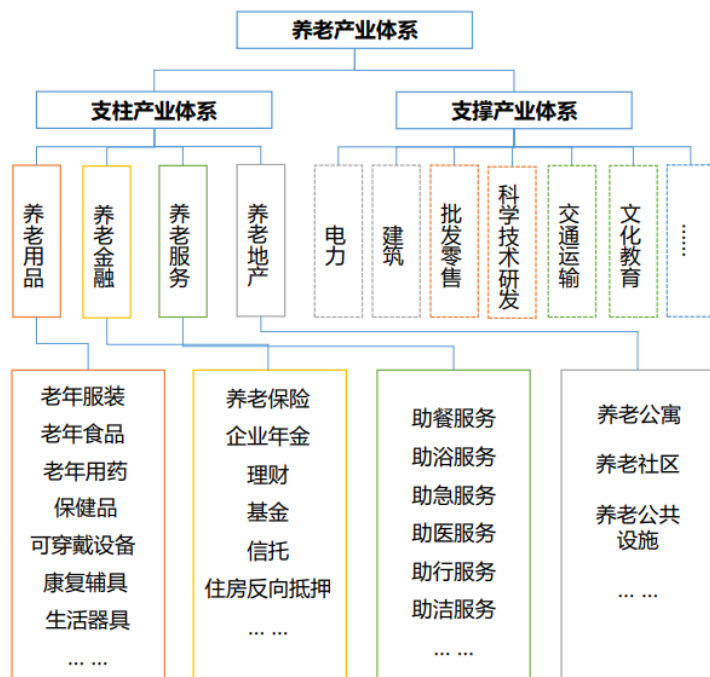 养老产业体系
支柱产业体系
支撑产业体系
养老用品
养老金融
养老服务
养老地产
电力
建筑
批发零售
科学技术研发
交通运输
文化教育
……
老年服装
老年食品
老年用药
保健品
可穿戴设备
康复辅具
生活器具
... ...
养老保险
企业年金
理财
基金
信托
住房反向抵押
... ...
助餐服务
助浴服务
助急服务
助医服务
助行服务
助洁服务
... ...
养老公寓
养老社区
养老公共
设施
... ...